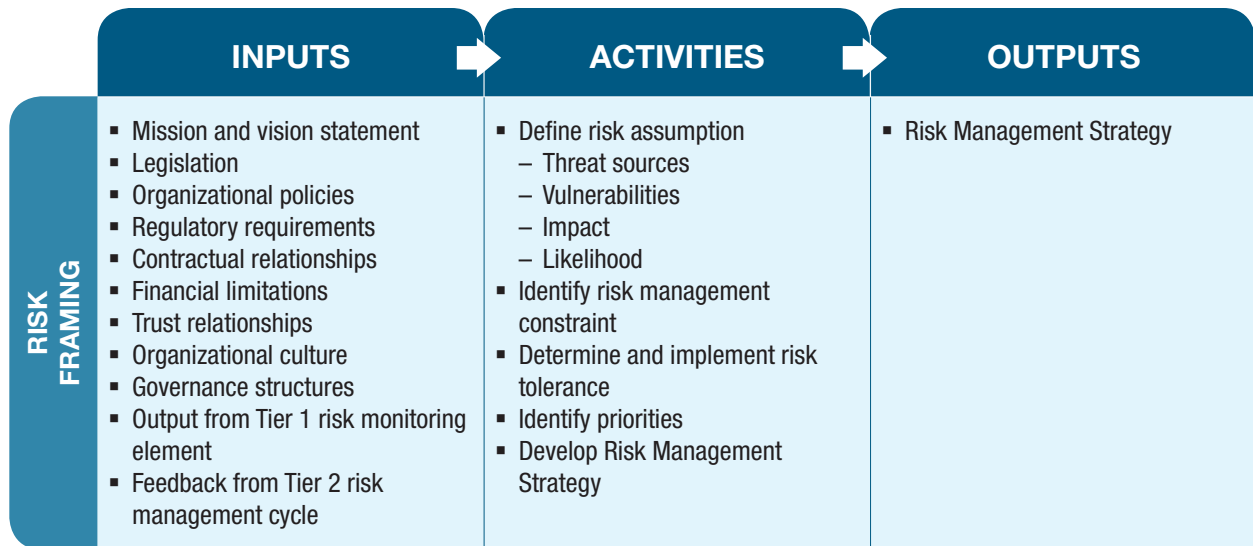 INPUTS
ACTIVITIES
OUTPUTS
RISK
FRAMING
▪ Mission and vision statement
▪ Legislation
▪ Organizational policies
▪ Regulatory requirements
▪ Contractual relationships
▪ Financial limitations
▪ Trust relationships
▪ Organizational culture
▪ Governance structures
▪ Output from Tier 1 risk monitoring
element
▪ Feedback from Tier 2 risk
management cycle
▪ Define risk assumption
– Threat sources
– Vulnerabilities
– Impact
– Likelihood
▪ Identify risk management
constraint
▪ Determine and implement risk
tolerance
▪ Identify priorities
▪ Develop Risk Management
Strategy
▪ Risk Management Strategy